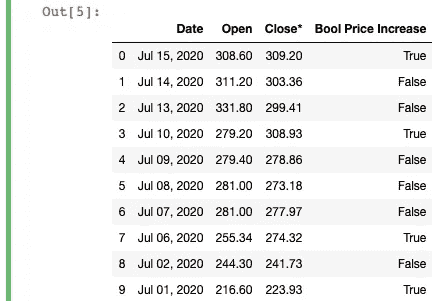 Out[5]:
Date Open Close* Bool Price Increase
0 Jul 15, 2020 308.60 309.20 True
1 Jul 14, 2020 311.20 303.36 False
2 Jul 13, 2020 331.80 299.41 False
3 Jul 10, 2020 279.20 308.93 True
4 Jul 09, 2020 279.40 278.86 False
5 Jul 08, 2020 281.00 273.18 False
6 Jul 07, 2020 281.00 277.97 False
7 Jul 06, 2020 255.34 274.32 True
8 Jul 02, 2020 244.30 241.73 False
9 Jul 01, 2020 216.60 223.93 True